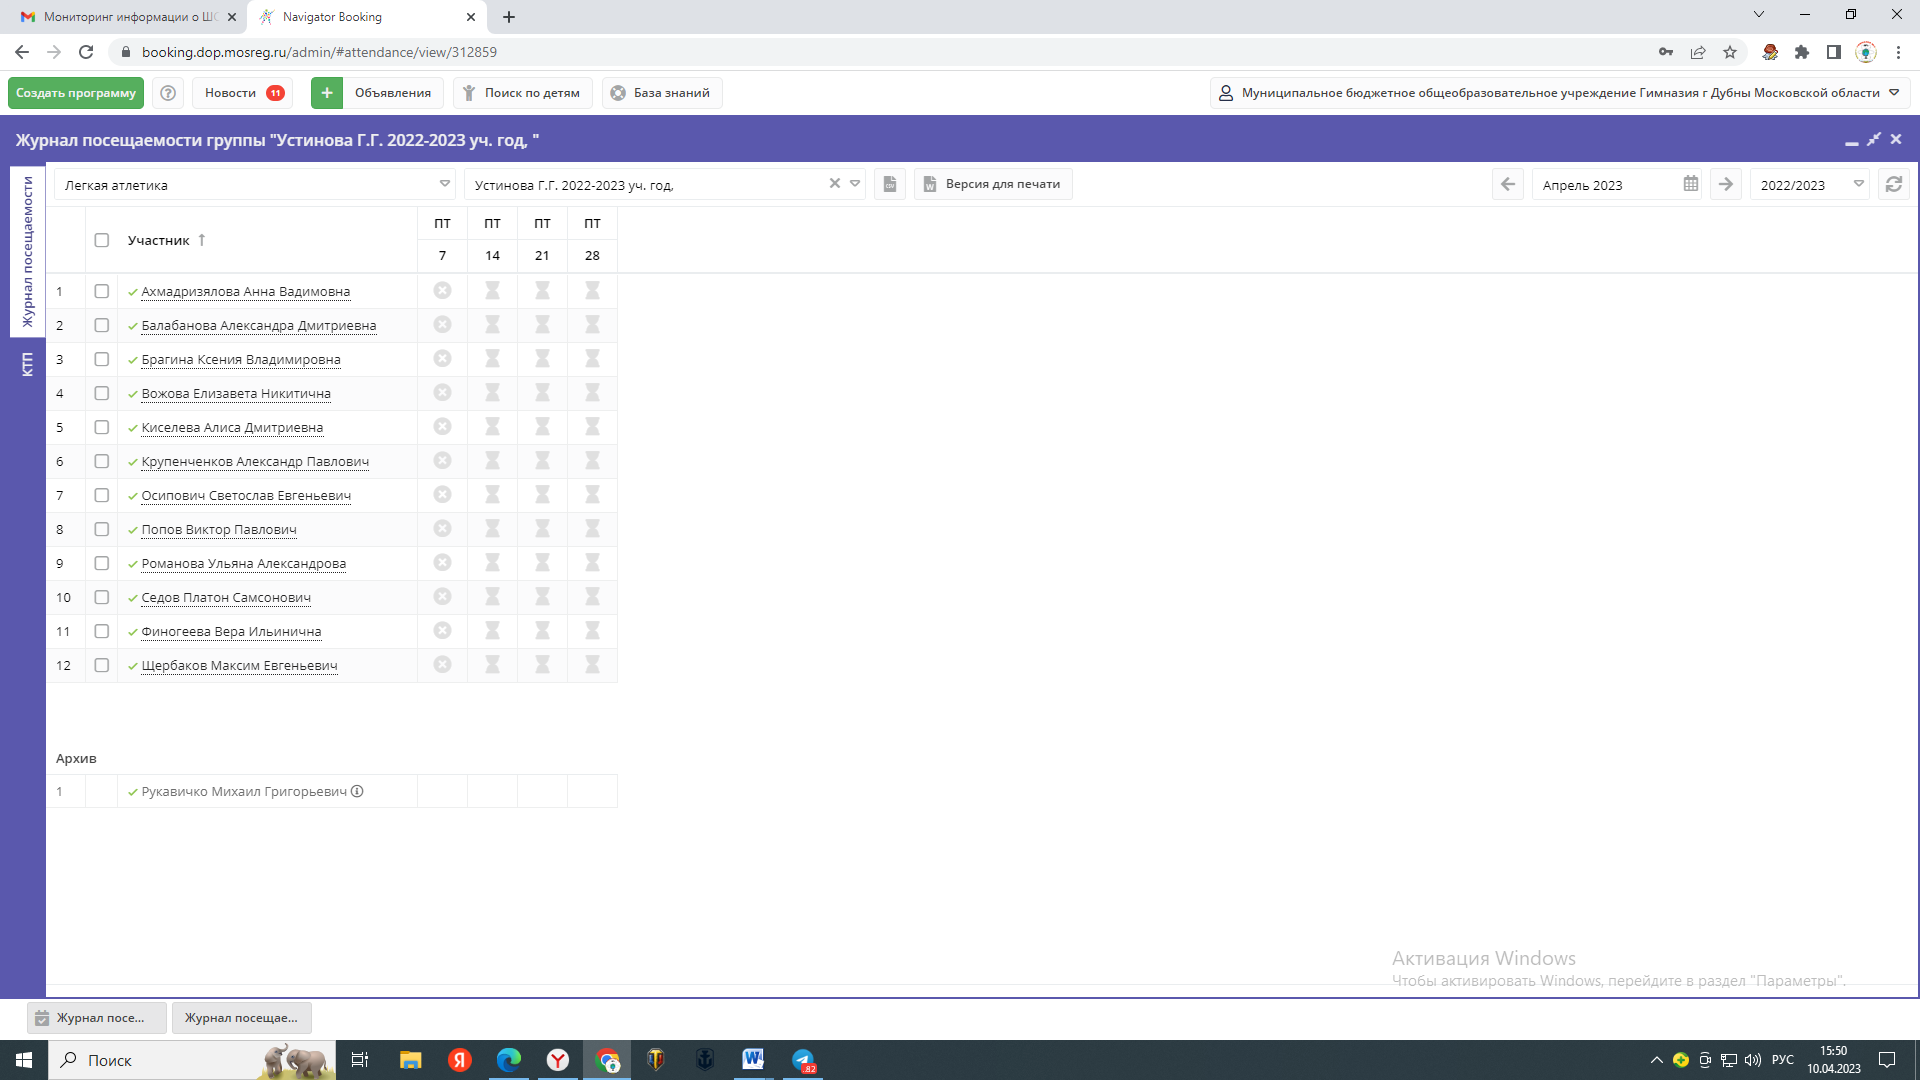 Мониторинг информации о ШС
Navigator Booking
booking.dop.mosreg.ru/admin/#attendance/view/312859
Создать программу
Новости 11
Объявления
Поиск по детям
База знаний
Муниципальное бюджетное общеобразовательное учреждение Гимназия г Дубны Московской области
Журнал посещаемости группы "Устинова Г.Г. 2022-2023 уч. год, "
Журнал посещаемости
КТП
Легкая атлетика
Устинова Г.Г. 2022-2023 уч. год,
CSV
W
Версия для печати
Апрель 2023
2022/2023
Участник
ПТ ПТ ПТ ПТ
7 14 21 28
1 Ахмадризялова Анна Вадимовна
2 Балабанова Александра Дмитриевна
3 Брагина Ксения Владимировна
4 Вожова Елизавета Никитична
5 Киселева Алиса Дмитриевна
6 Крупенченков Александр Павлович
7 Осипович Светослав Евгеньевич
8 Попов Виктор Павлович
9 Романова Ульяна Александрова
10 Седов Платон Самсонович
11 Финогеева Вера Ильинична
12 Щербаков Максим Евгеньевич
Архив
1 Рукавичко Михаил Григорьевич
Активация Windows
Чтобы активировать Windows, перейдите в раздел "Параметры".
Журнал посе...
Журнал посещае...
Поиск
.82
РУС
15:50
10.04.2023